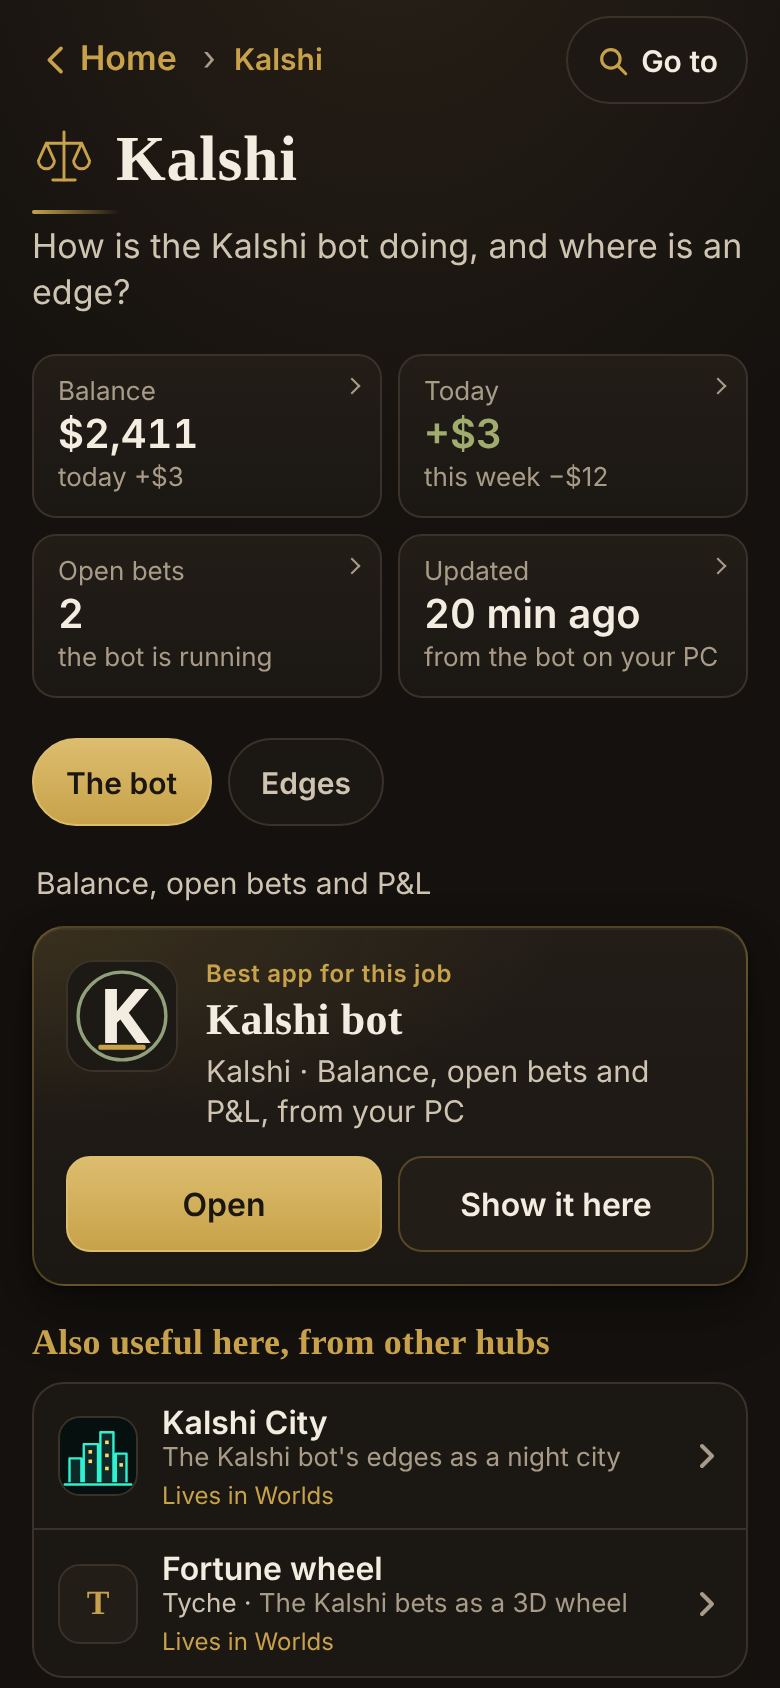 Home › Kalshi
Go to
Kalshi
How is the Kalshi bot doing, and where is an
edge?
Balance
$2,411
today +$3
Today
+$3
this week −$12
Open bets
2
the bot is running
Updated
20 min ago
from the bot on your PC
The bot
Edges
Balance, open bets and P&L
K
Best app for this job
Kalshi bot
Kalshi · Balance, open bets and
P&L, from your PC
Open
Show it here
Also useful here, from other hubs
Kalshi City
The Kalshi bot's edges as a night city
Lives in Worlds
T
Fortune wheel
Tyche · The Kalshi bets as a 3D wheel
Lives in Worlds